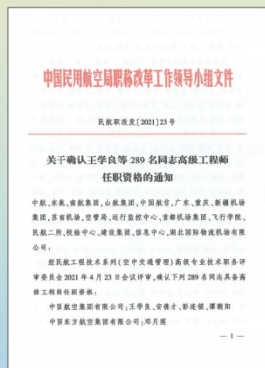 中国民用航空局职称改革工作领导小组文件
民航职改发[2021]23号
关于确认王学良等289名同志高级工程师
任职资格的通知
中航、东航、南航集团,山航集团,中国航信,广东、重庆、新疆机场
集团,苏南机场,空管局,运行监控中心,首都机场集团,飞行学院,
民航二所,校验中心,建设集团,信息中心,湖北国际物流机场有限
公司:
经民航工程技术系列(空中交通管理)高级专业技术职务评
审委员会2021年4月23日会议评审,确认下列289名同志具备高
级工程师任职资格:
中国航空集团有限公司:王学良、安德才、彭连银、谭朝阳
中国东方航空集团有限公司:邓月强
— 1 —